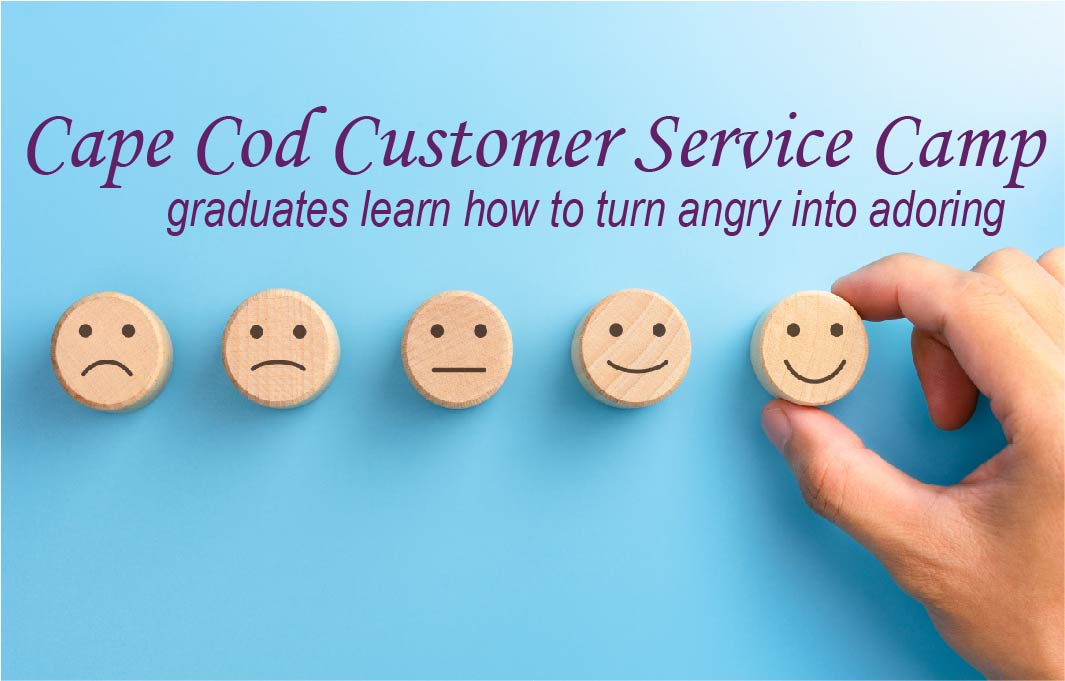 Cape Cod Customer Service Camp
graduates learn how to turn angry into adoring